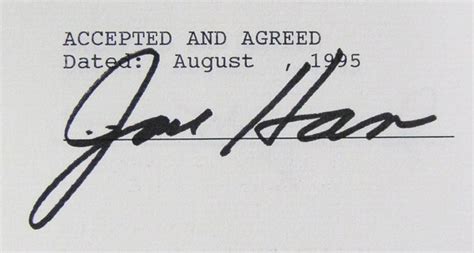 ACCEPTED AND AGREED
Dated: August , 1995